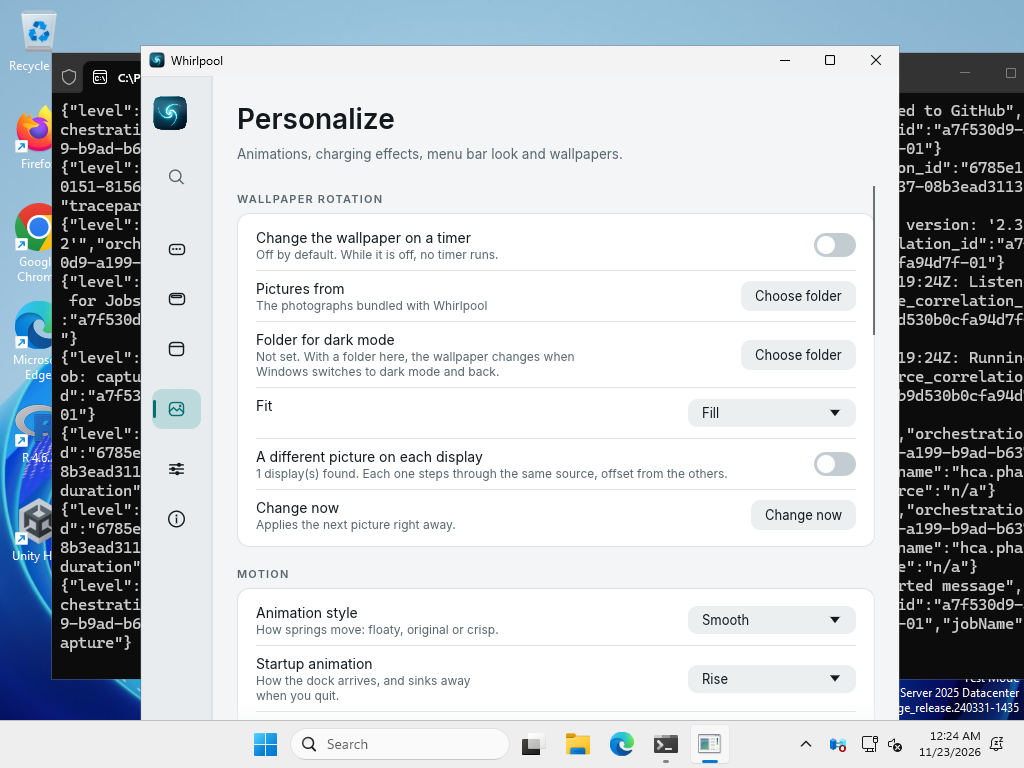 Recycle
Firefo
Google
Chrom
Microso
Edge
R 4.6.
Unity H
C:\P
{"level":
chestrati
9-b9ad-b6
{"level":
0151-8156
"tracepar
{"level":
2'","orch
0d9-a199-
{"level":
for Jobs
:"a7f530d
"}
{"level":
ob: captu
d":"a7f53
01"}
{"level":
d":"6785e
8b3ead311
duration"
{"level":
d":"6785e
8b3ead311
duration"
{"level":
chestrati
9-b9ad-b6
apture"}
Whirlpool
Personalize
Animations, charging effects, menu bar look and wallpapers.
WALLPAPER ROTATION
Change the wallpaper on a timer
Off by default. While it is off, no timer runs.
Pictures from
The photographs bundled with Whirlpool
Choose folder
Folder for dark mode
Not set. With a folder here, the wallpaper changes when
Windows switches to dark mode and back.
Choose folder
Fit
Fill
A different picture on each display
1 display(s) found. Each one steps through the same source, offset from the others.
Change now
Applies the next picture right away.
Change now
MOTION
Animation style
How springs move: floaty, original or crisp.
Smooth
Startup animation
How the dock arrives, and sinks away
when you quit.
Rise
ed to GitHub",
id":"a7f530d9-
-01"}
on_id":"6785e1
37-08b3ead3113
version: '2.3
lation_id":"a7
fa94d7f-01"}
19:24Z: Listen
e_correlation_
d530b0cfa94d7f
19:24Z: Runnin
rce_correlatio
b9d530b0cfa94d
,"orchestration
a199-b9ad-b637
name":"hca.pha
rce":"n/a"}
,"orchestration
a199-b9ad-b637
name":"hca.pha
e":"n/a"}
rted message",
id":"a7f530d9-
-01","jobName"
Test Mode
Server 2025 Datacenter
ge_release.240331-1435
Search
12:24 AM
11/23/2026